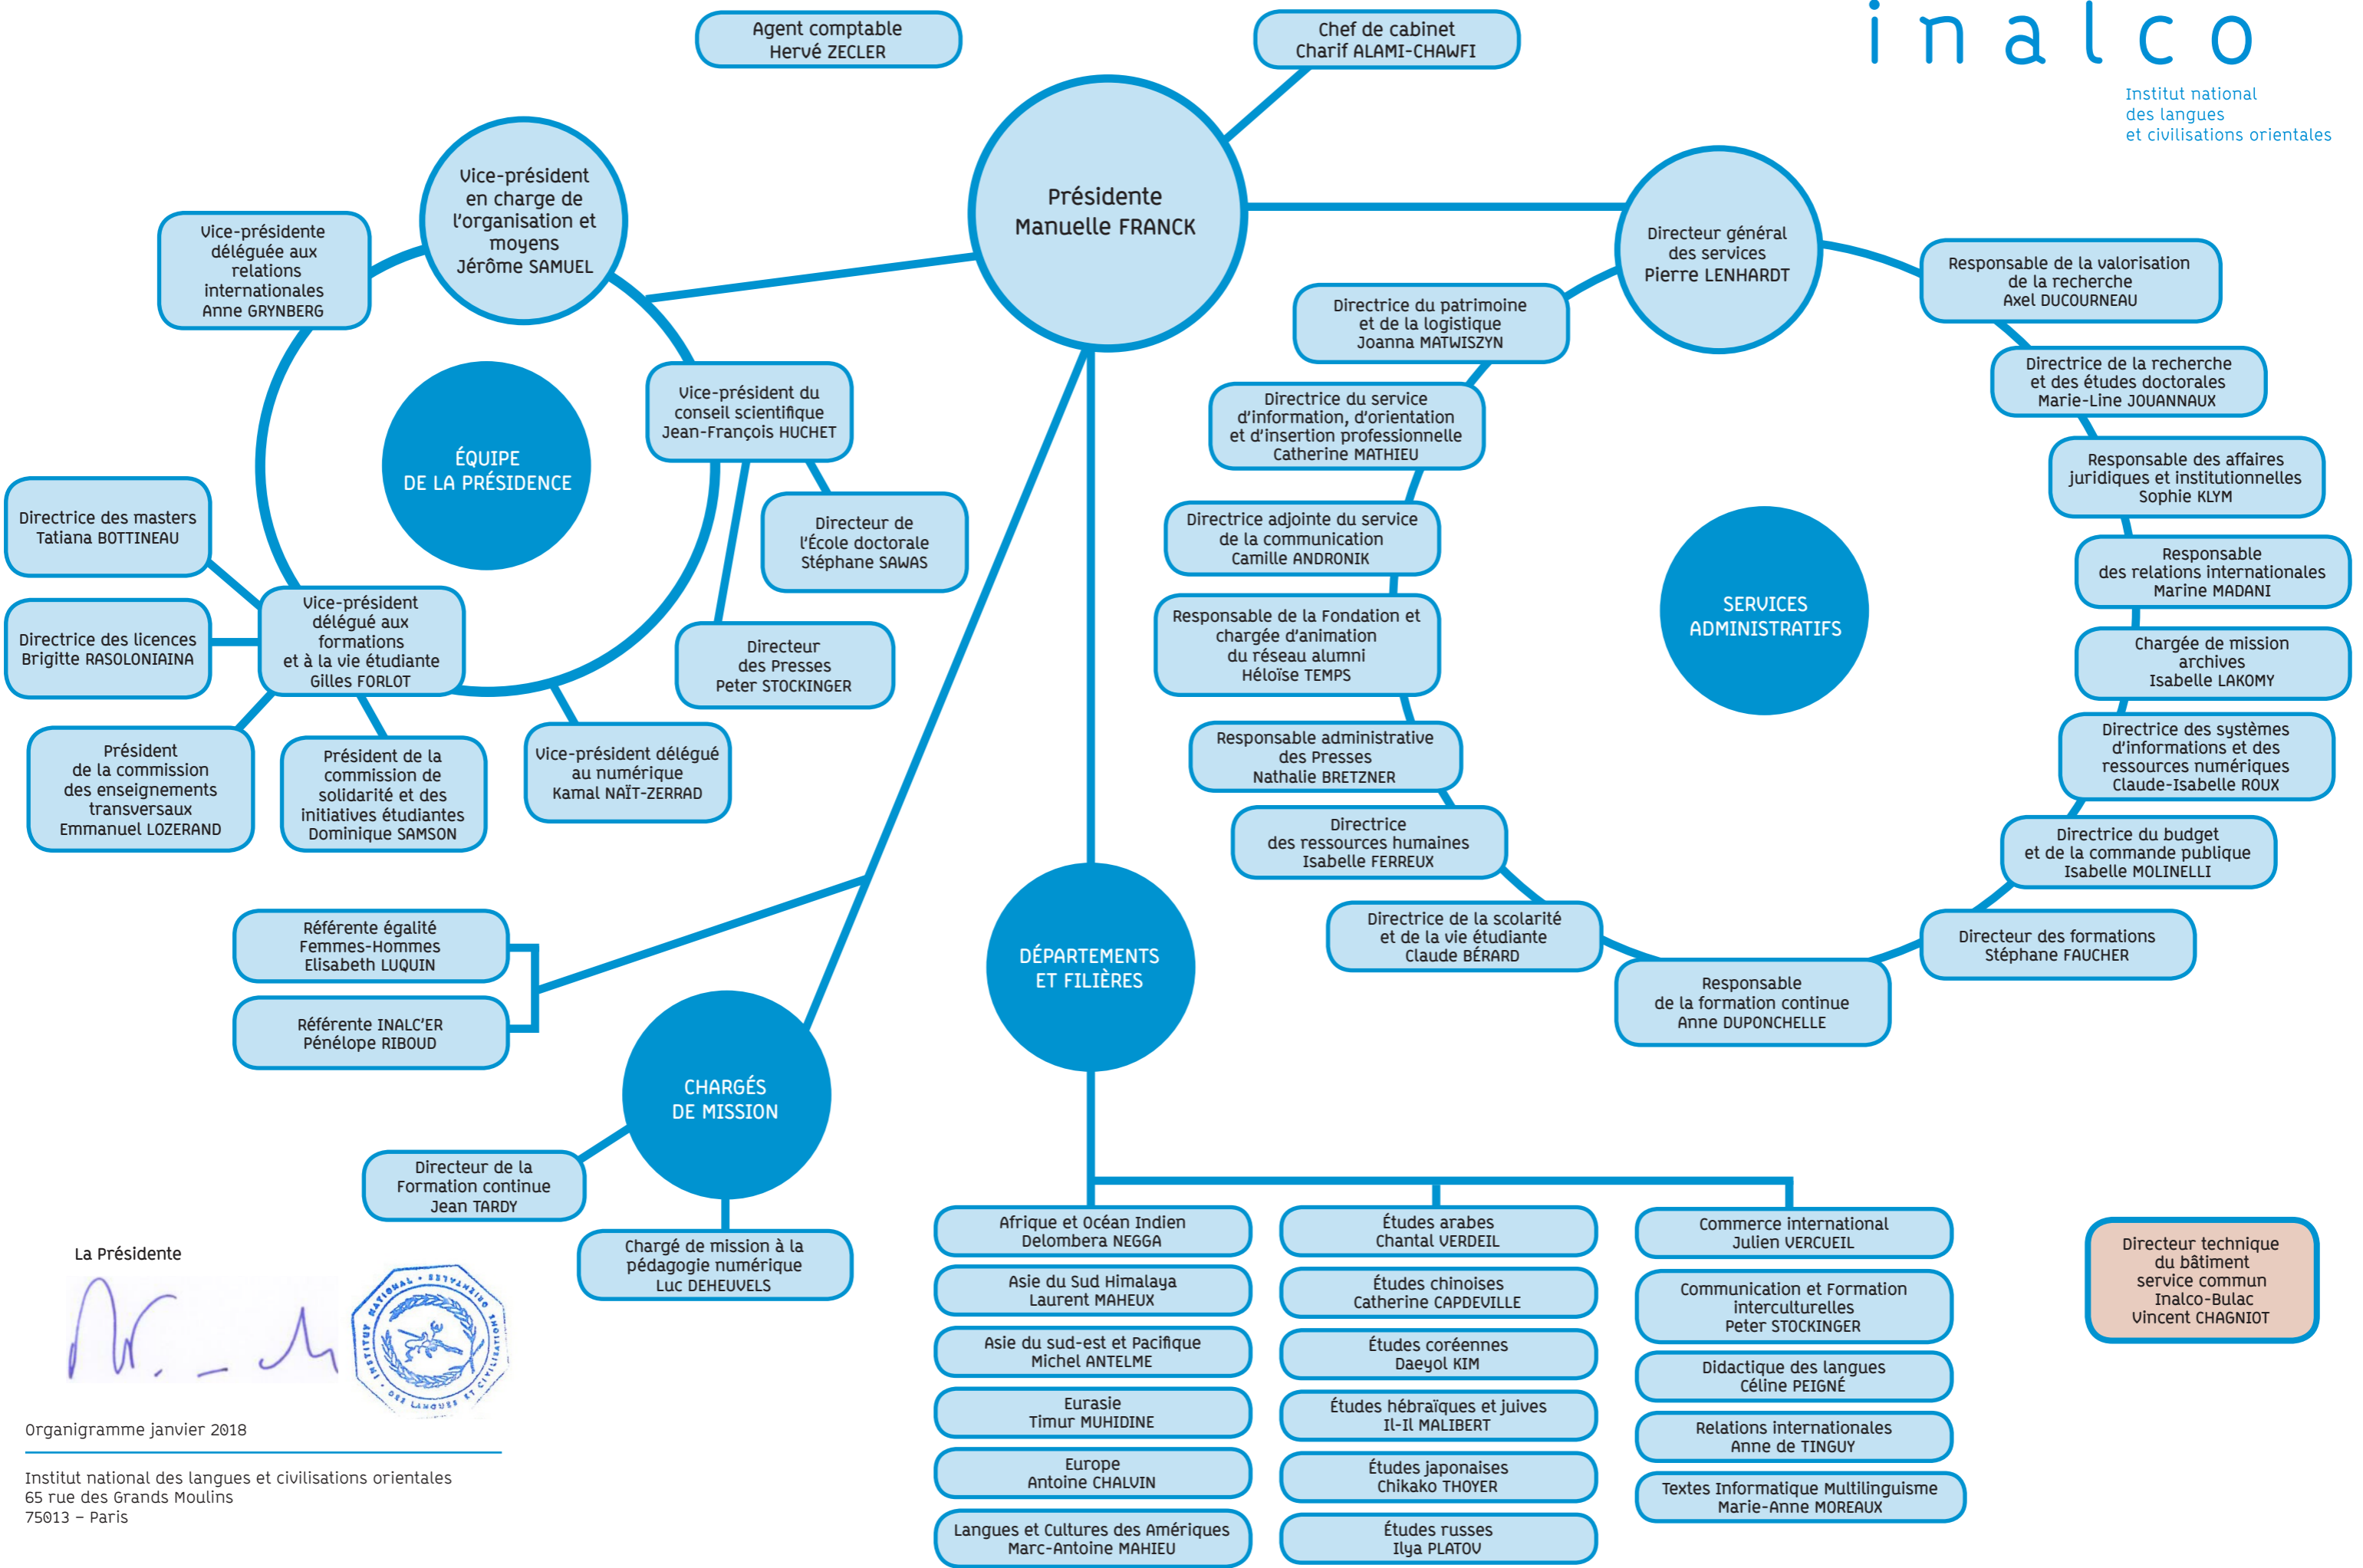 Agent comptable
Hervé ZECLER
Chef de cabinet
Charif ALAMI-CHAWFI
inalco
Institut national
des langues
et civilisations orientales
Présidente
Manuelle FRANCK
Vice-président
en charge de
l'organisation et
moyens
Jérôme SAMUEL
Vice-présidente
déléguée aux
relations
internationales
Anne GRYNBERG
ÉQUIPE
DE LA PRÉSIDENCE
Vice-président du
conseil scientifique
Jean-François HUCHET
Directeur de
l'École doctorale
Stéphane SAWAS
Directeur
des Presses
Peter STOCKINGER
Directrice des masters
Tatiana BOTTINEAU
Directrice des licences
Brigitte RASOLONIAINA
Vice-président
délégué aux
formations
et à la vie étudiante
Gilles FORLOT
Président
de la commission
des enseignements
transversaux
Emmanuel LOZERAND
Président de la
commission de
solidarité et des
initiatives étudiantes
Dominique SAMSON
Vice-président délégué
au numérique
Kamal NAÏT-ZERRAD
Directeur général
des services
Pierre LENHARDT
Directrice du patrimoine
et de la logistique
Joanna MATWISZYN
Directrice du service
d'information, d'orientation
et d'insertion professionnelle
Catherine MATHIEU
Directrice adjointe du service
de la communication
Camille ANDRONIK
Responsable de la Fondation et
chargée d'animation
du réseau alumni
Héloïse TEMPS
Responsable administrative
des Presses
Nathalie BRETZNER
Directrice
des ressources humaines
Isabelle FERREUX
Directrice de la scolarité
et de la vie étudiante
Claude BÉRARD
SERVICES
ADMINISTRATIFS
Responsable de la valorisation
de la recherche
Axel DUCOURNEAU
Directrice de la recherche
et des études doctorales
Marie-Line JOUANNAUX
Responsable des affaires
juridiques et institutionnelles
Sophie KLYM
Responsable
des relations internationales
Marine MADANI
Chargée de mission
archives
Isabelle LAKOMY
Directrice des systèmes
d'informations et des
ressources numériques
Claude-Isabelle ROUX
Directrice du budget
et de la commande publique
Isabelle MOLINELLI
Directeur des formations
Stéphane FAUCHER
Responsable
de la formation continue
Anne DUPONCHELLE
Référente égalité
Femmes-Hommes
Elisabeth LUQUIN
Référente INALC'ER
Pénélope RIBOUD
CHARGÉS
DE MISSION
Directeur de la
Formation continue
Jean TARDY
Chargé de mission à la
pédagogie numérique
Luc DEHEUVELS
DÉPARTEMENTS
ET FILIÈRES
Afrique et Océan Indien
Delombera NEGGA
Asie du Sud Himalaya
Laurent MAHEUX
Asie du sud-est et Pacifique
Michel ANTELME
Eurasie
Timur MUHIDINE
Europe
Antoine CHALVIN
Langues et Cultures des Amériques
Marc-Antoine MAHIEU
Études arabes
Chantal VERDEIL
Études chinoises
Catherine CAPDEVILLE
Études coréennes
Daeyol KIM
Études hébraïques et juives
Il-Il MALIBERT
Études japonaises
Chikako THOYER
Études russes
Ilya PLATOV
Commerce international
Julien VERCUEIL
Communication et Formation
interculturelles
Peter STOCKINGER
Didactique des langues
Céline PEIGNÉ
Relations internationales
Anne de TINGUY
Textes Informatique Multilinguisme
Marie-Anne MOREAUX
Directeur technique
du bâtiment
service commun
Inalco-Bulac
Vincent CHAGNIOT
La Présidente
INSTITUT NATIONAL
DES LANGUES ET CIVILISATIONS ORIENTALES
Organigramme janvier 2018
Institut national des langues et civilisations orientales
65 rue des Grands Moulins
75013 – Paris